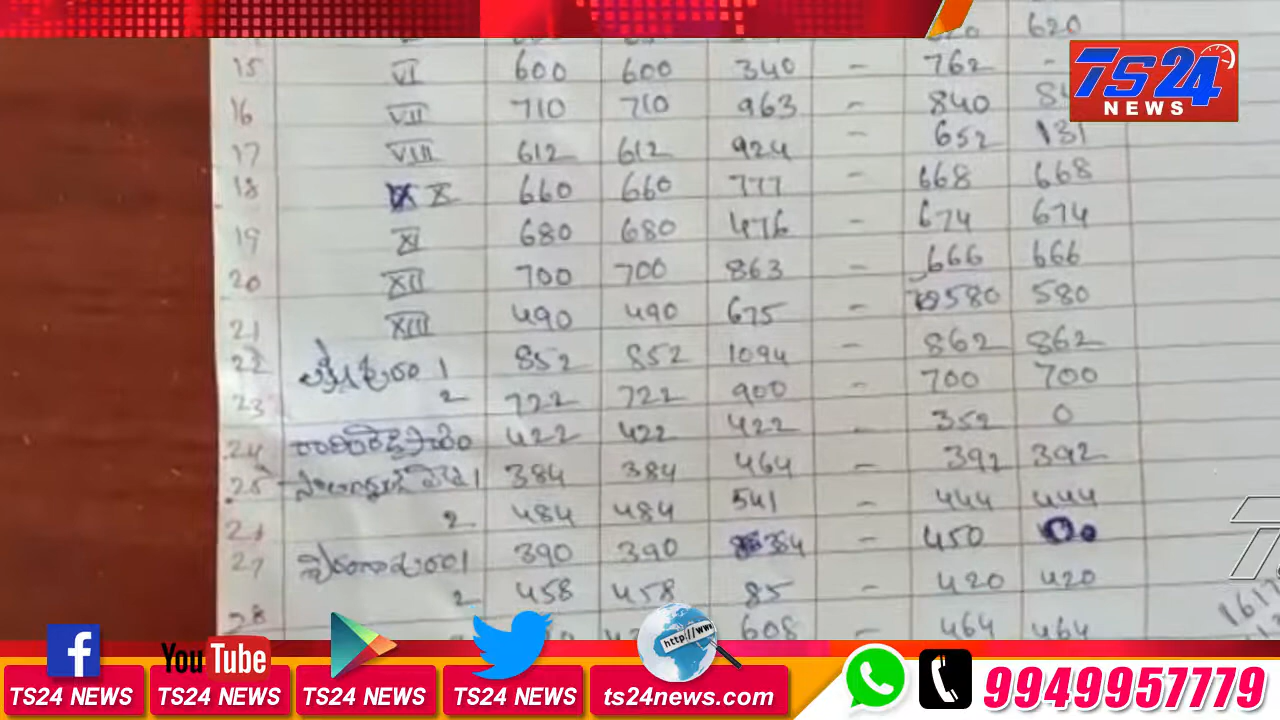 620
15 VI 600 600 340 - 762 -
16 VII 710 710 963 - 840
17 VIII 612 612 924 - 652 131
18 X 660 660 777 - 668 668
19 XI 680 680 476 - 674 674
20 XII 700 700 863 - 666 666
21 XIII 490 490 675 - 580 580
22 1 852 852 1094 - 862 862
23 2 722 722 900 - 700 700
24 422 422 422 - 352 0
25 1 384 384 464 - 392 392
2 484 484 541 - 444 444
27 390 390 384 - 450
28 2 458 458 85 - 420 420
608 - 464 464
TS24
NEWS
YouTube
http://www
TS24 NEWS
TS24 NEWS
TS24 NEWS
TS24 NEWS
ts24news.com
9949957779